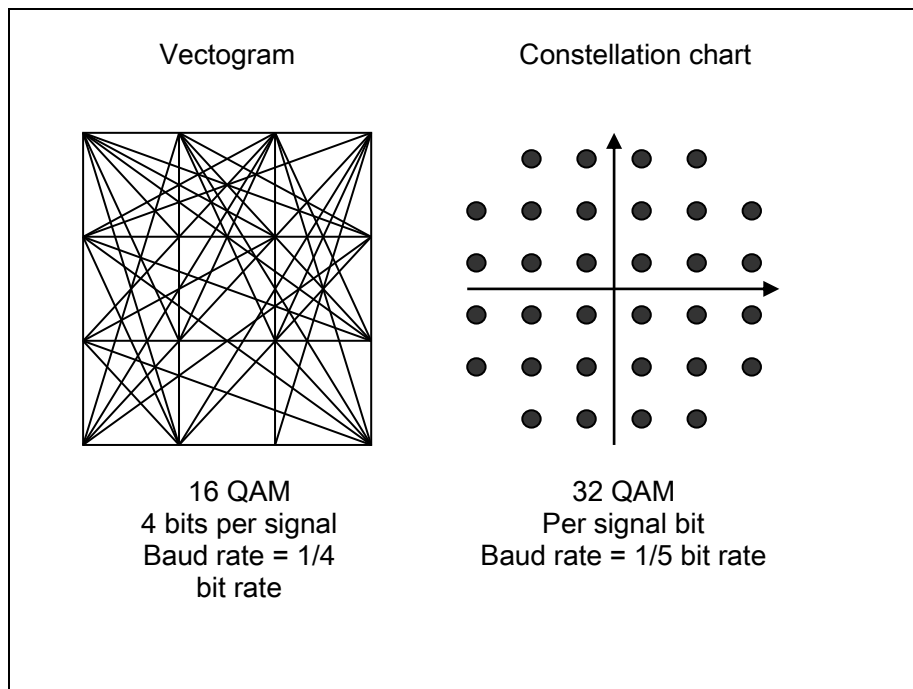 Vectogram
Constellation chart
16 QAM
4 bits per signal
Baud rate = 1/4
bit rate
32 QAM
Per signal bit
Baud rate = 1/5 bit rate